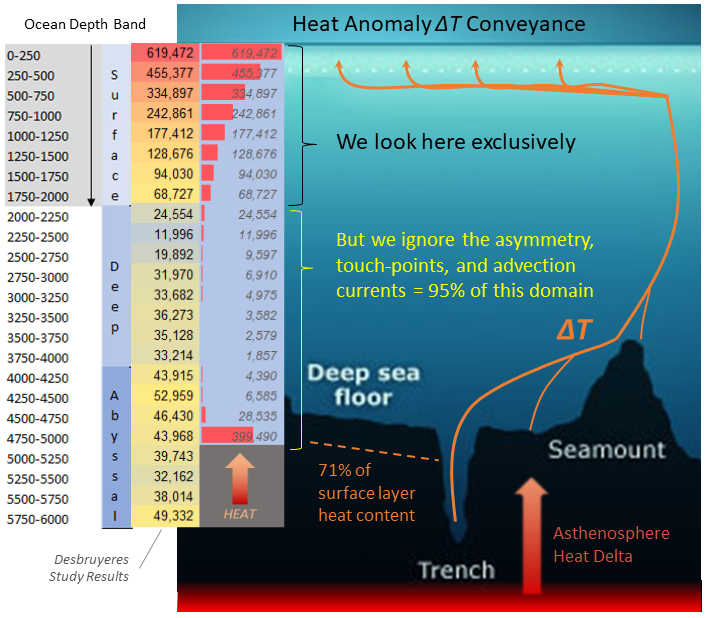 Ocean Depth Band
Heat Anomaly ΔT Conveyance
0-250 619,472 619,472
250-500 S 455,377 455,377
500-750 u 334,897 334,897
750-1000 r 242,861 242,861
1000-1250 f 177,412 177,412
1250-1500 a 128,676 128,676
1500-1750 c 94,030 94,030
1750-2000 e 68,727 68,727
2000-2250 24,554 24,554
2250-2500 11,996 11,996
2500-2750 19,892 9,597
2750-3000 D 31,970 6,910
3000-3250 e 33,682 4,975
3250-3500 e 36,273 3,582
3500-3750 p 35,128 2,579
3750-4000 33,214 1,857
4000-4250 43,915 4,390
4250-4500 A 52,959 6,585
4500-4750 b 46,430 28,535
4750-5000 y 43,968 399,490
5000-5250 s 39,743
5250-5500 s 32,162
5500-5750 a 38,014
5750-6000 l 49,332
HEAT
Desbruyeres
Study Results
We look here exclusively
But we ignore the asymmetry,
touch-points, and advection
currents = 95% of this domain
ΔT
Deep sea
floor
Seamount
71% of
surface layer
heat content
Asthenosphere
Heat Delta
Trench